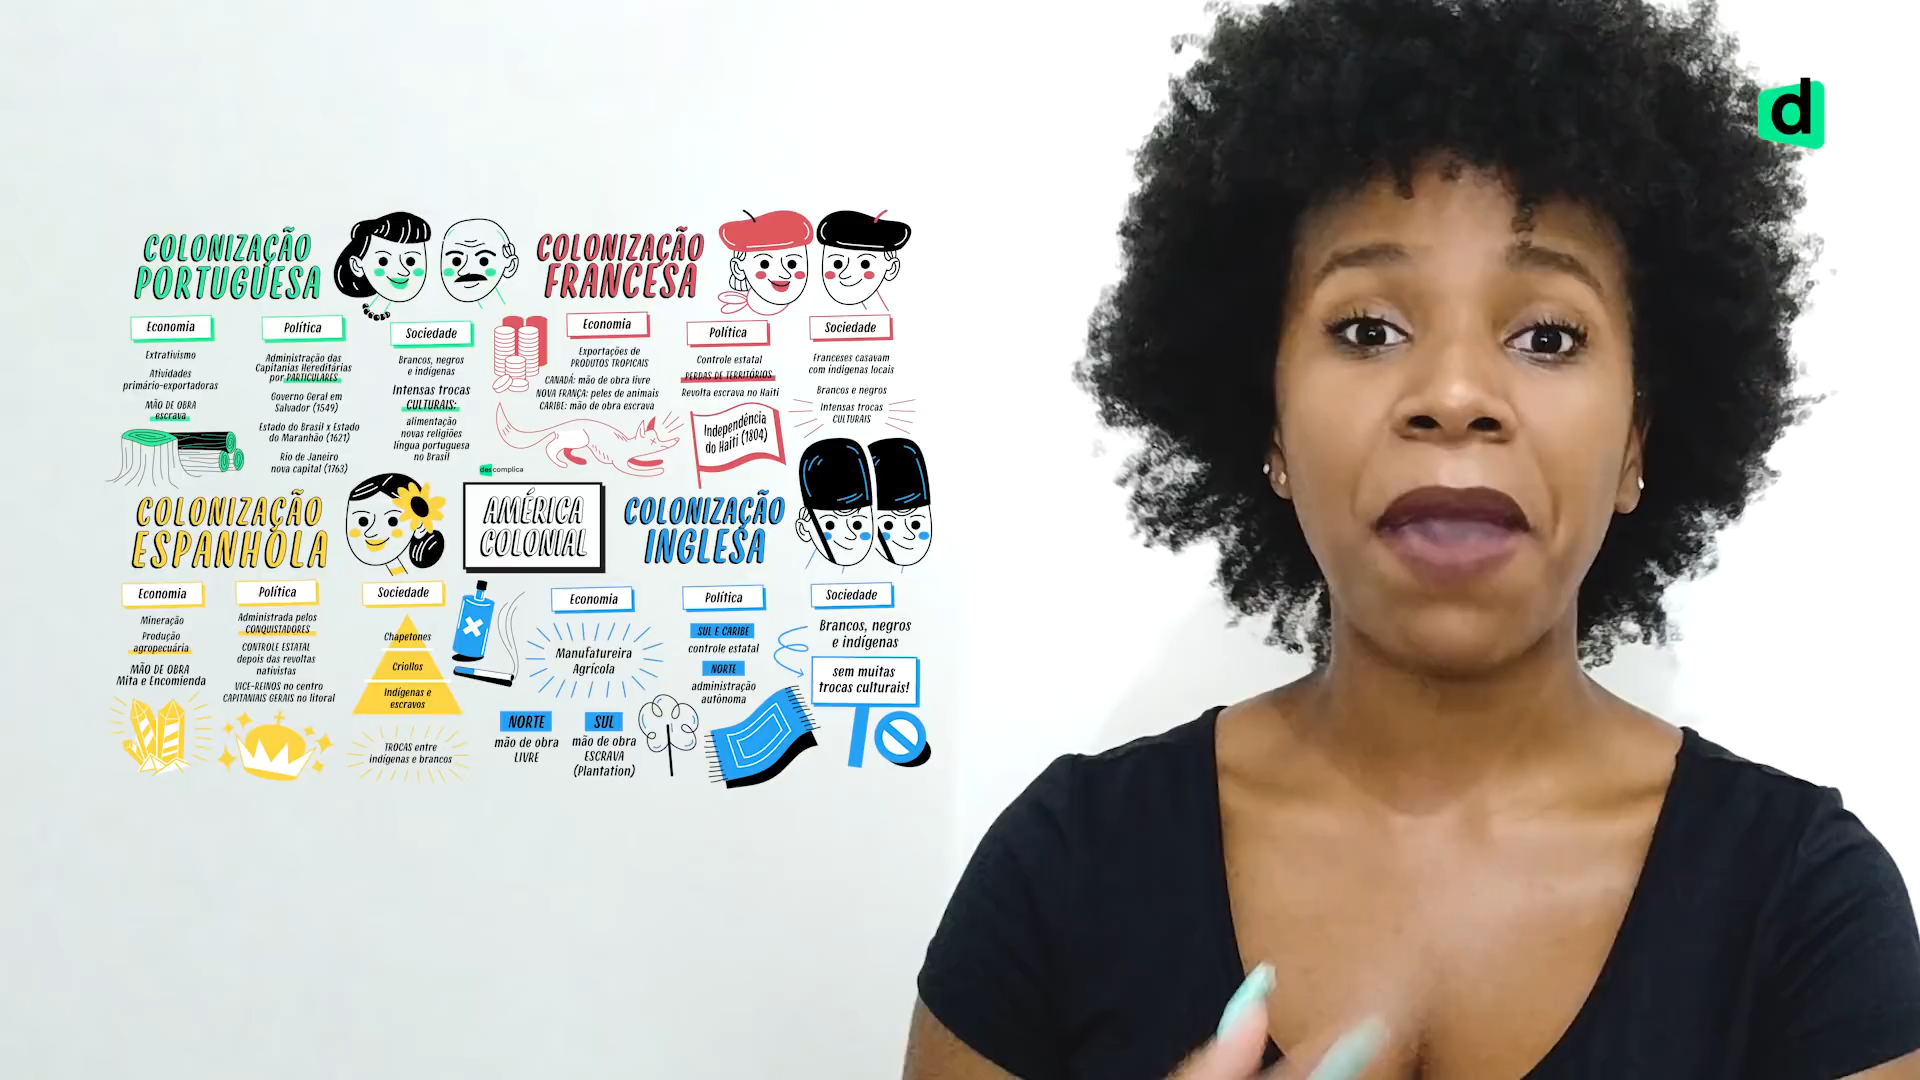 d
COLONIZAÇÃO
PORTUGUESA
Economia
Extrativismo
Atividades
primário-exportadoras
MÃO DE OBRA
escrava
Política
Administração das
Capitanias Hereditárias
por PARTICULARES
Governo Geral em
Salvador (1549)
Estado do Brasil x Estado
do Maranhão (1621)
Rio de Janeiro
nova capital (1763)
Sociedade
Brancos, negros
e indígenas
Intensas trocas
CULTURAIS:
alimentação
novas religiões
língua portuguesa
no Brasil
COLONIZAÇÃO
FRANCESA
Economia
Exportações de
PRODUTOS TROPICAIS
CANADÁ: mão de obra livre
NOVA FRANÇA: peles de animais
CARIBE: mão de obra escrava
Política
Controle estatal
PERDAS DE TERRITÓRIOS
Revolta escrava no Haiti
Independência
do Haiti (1804)
Sociedade
Franceses casavam
com indígenas locais
Brancos e negros
Intensas trocas
CULTURAIS
descomplica
AMÉRICA
COLONIAL
COLONIZAÇÃO
ESPANHOLA
Economia
Mineração
Produção
agropecuária
MÃO DE OBRA
Mita e Encomienda
Política
Administrada pelos
CONQUISTADORES
CONTROLE ESTATAL
depois das revoltas
nativistas
VICE-REINOS no centro
CAPITANIAIS GERAIS no litoral
Sociedade
Chapetones
Criollos
Indígenas e
escravos
TROCAS entre
indígenas e brancos
COLONIZAÇÃO
INGLESA
Economia
Manufatureira
Agrícola
NORTE
mão de obra
LIVRE
SUL
mão de obra
ESCRAVA
(Plantation)
Política
SUL E CARIBE
controle estatal
NORTE
administração
autônoma
Sociedade
Brancos, negros
e indígenas
sem muitas
trocas culturais!